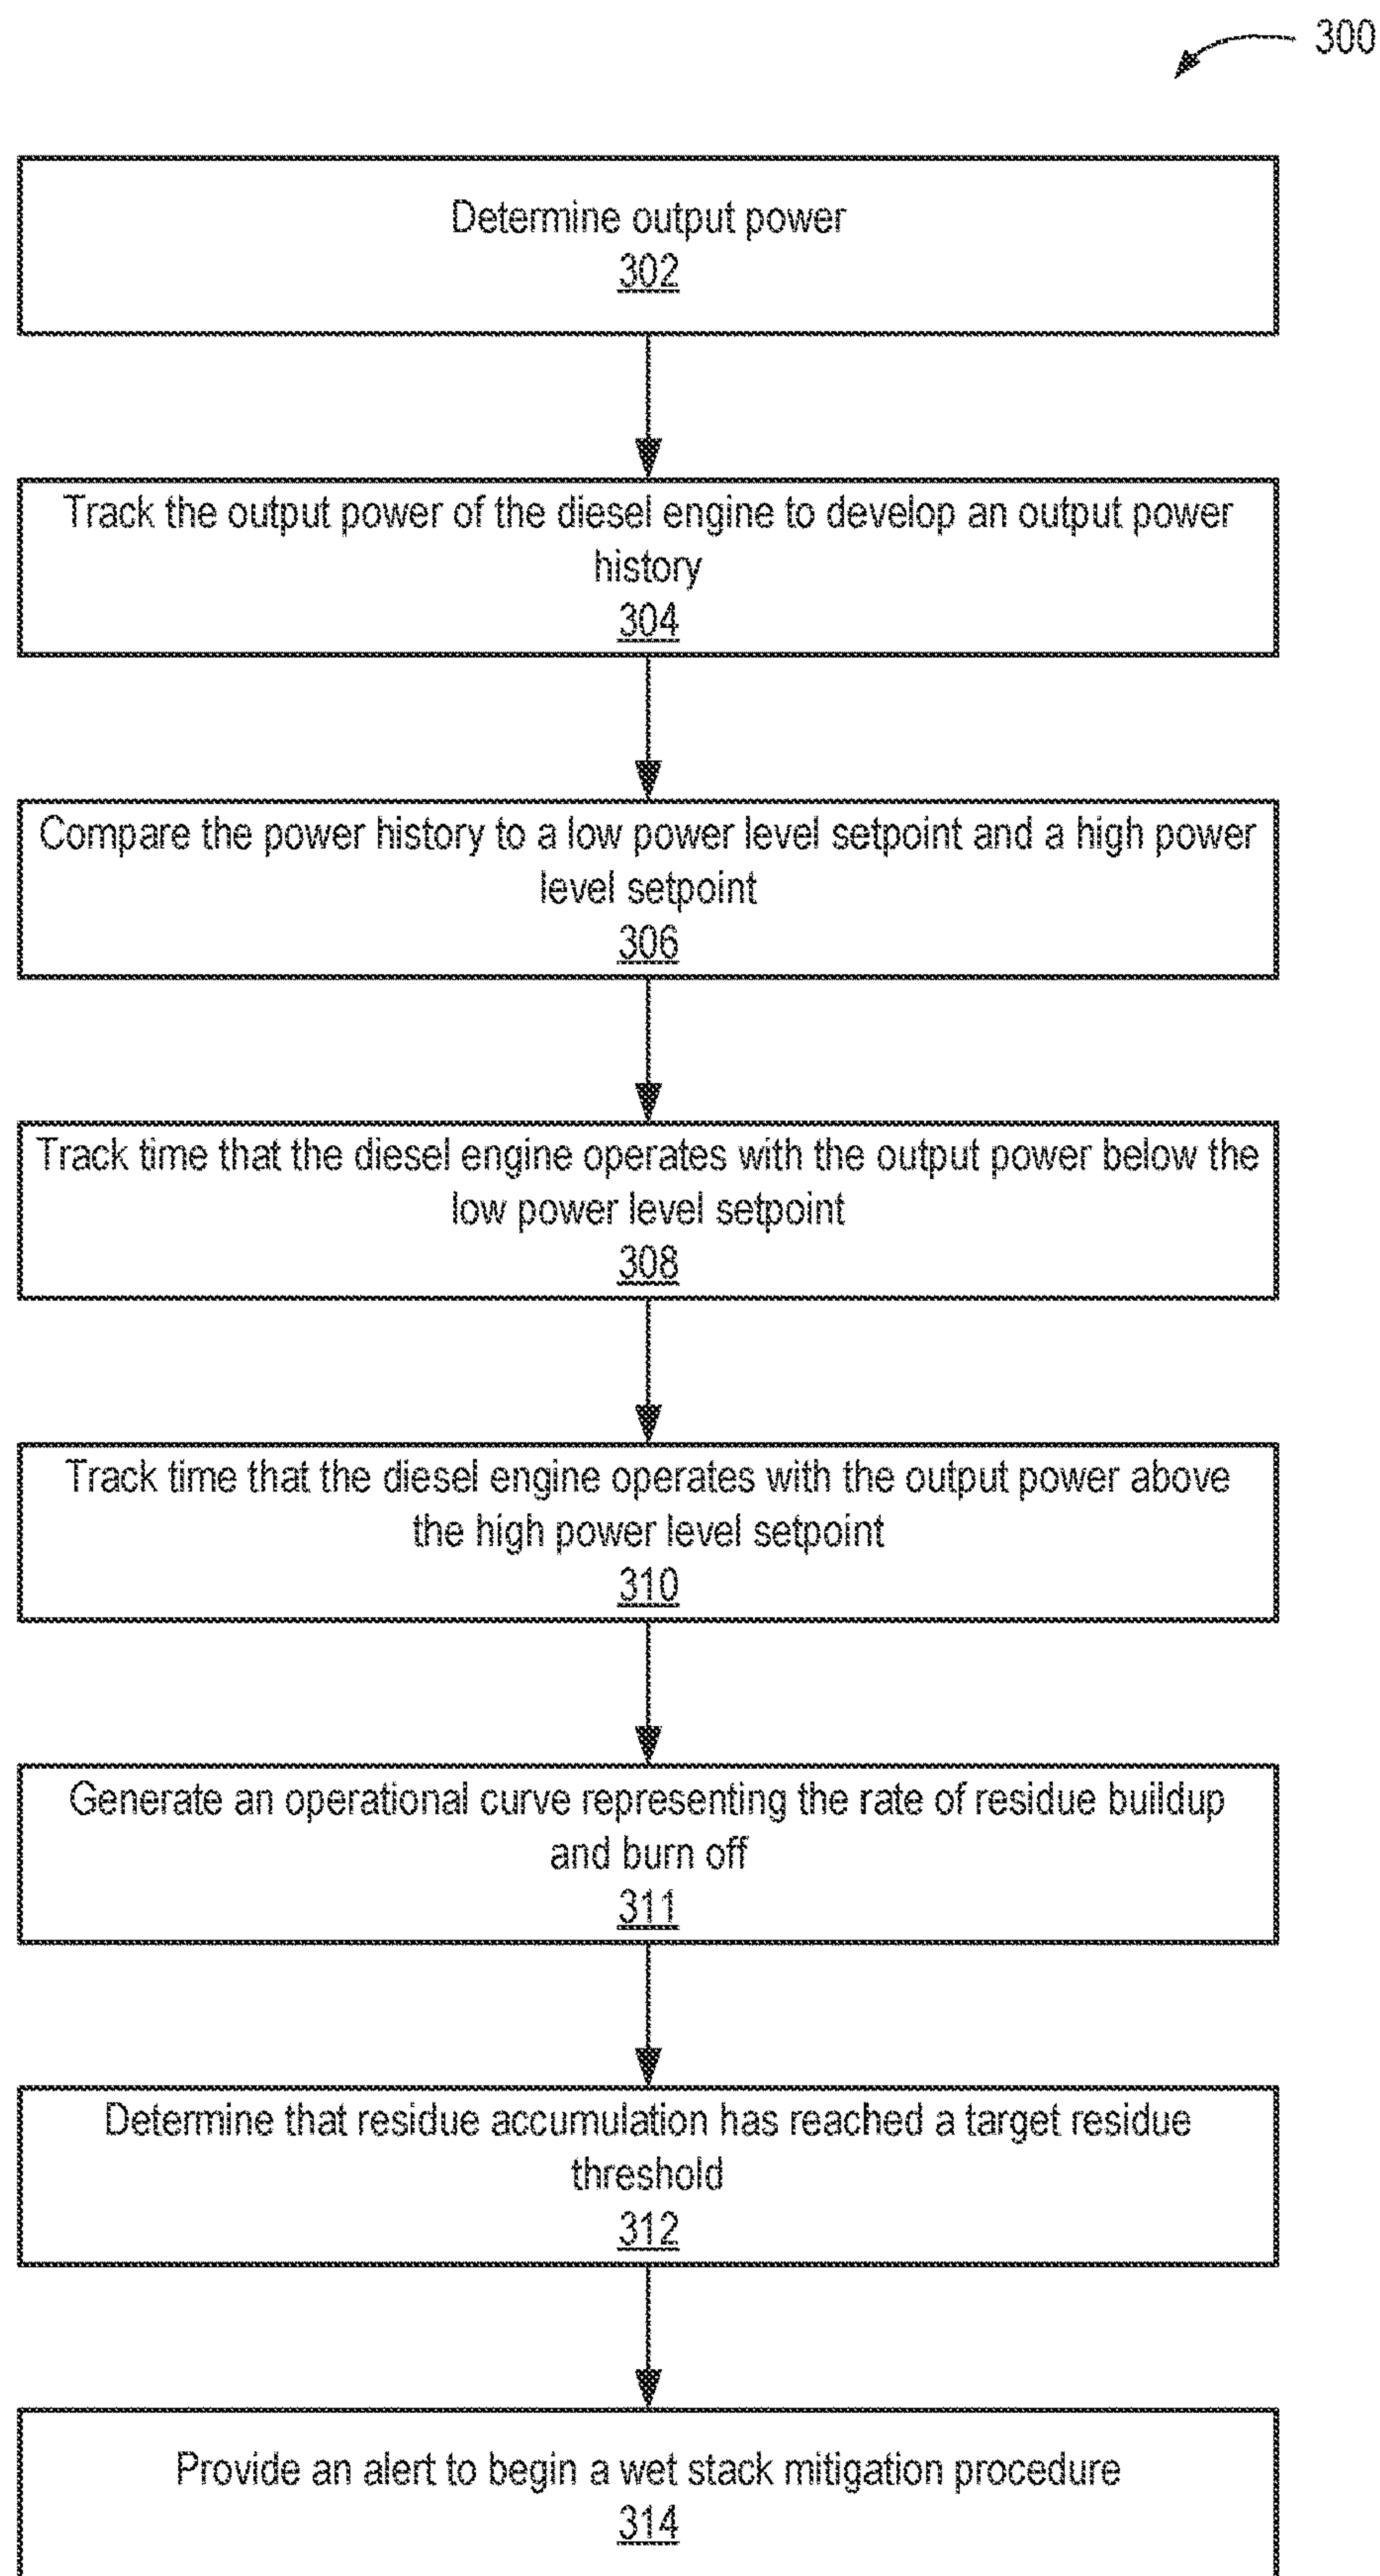 300
Determine output power
302
Track the output power of the diesel engine to develop an output power
history
304
Compare the power history to a low power level setpoint and a high power
level setpoint
306
Track time that the diesel engine operates with the output power below the
low power level setpoint
308
Track time that the diesel engine operates with the output power above
the high power level setpoint
310
Generate an operational curve representing the rate of residue buildup
and burn off
311
Determine that residue accumulation has reached a target residue
threshold
312
Provide an alert to begin a wet stack mitigation procedure
314